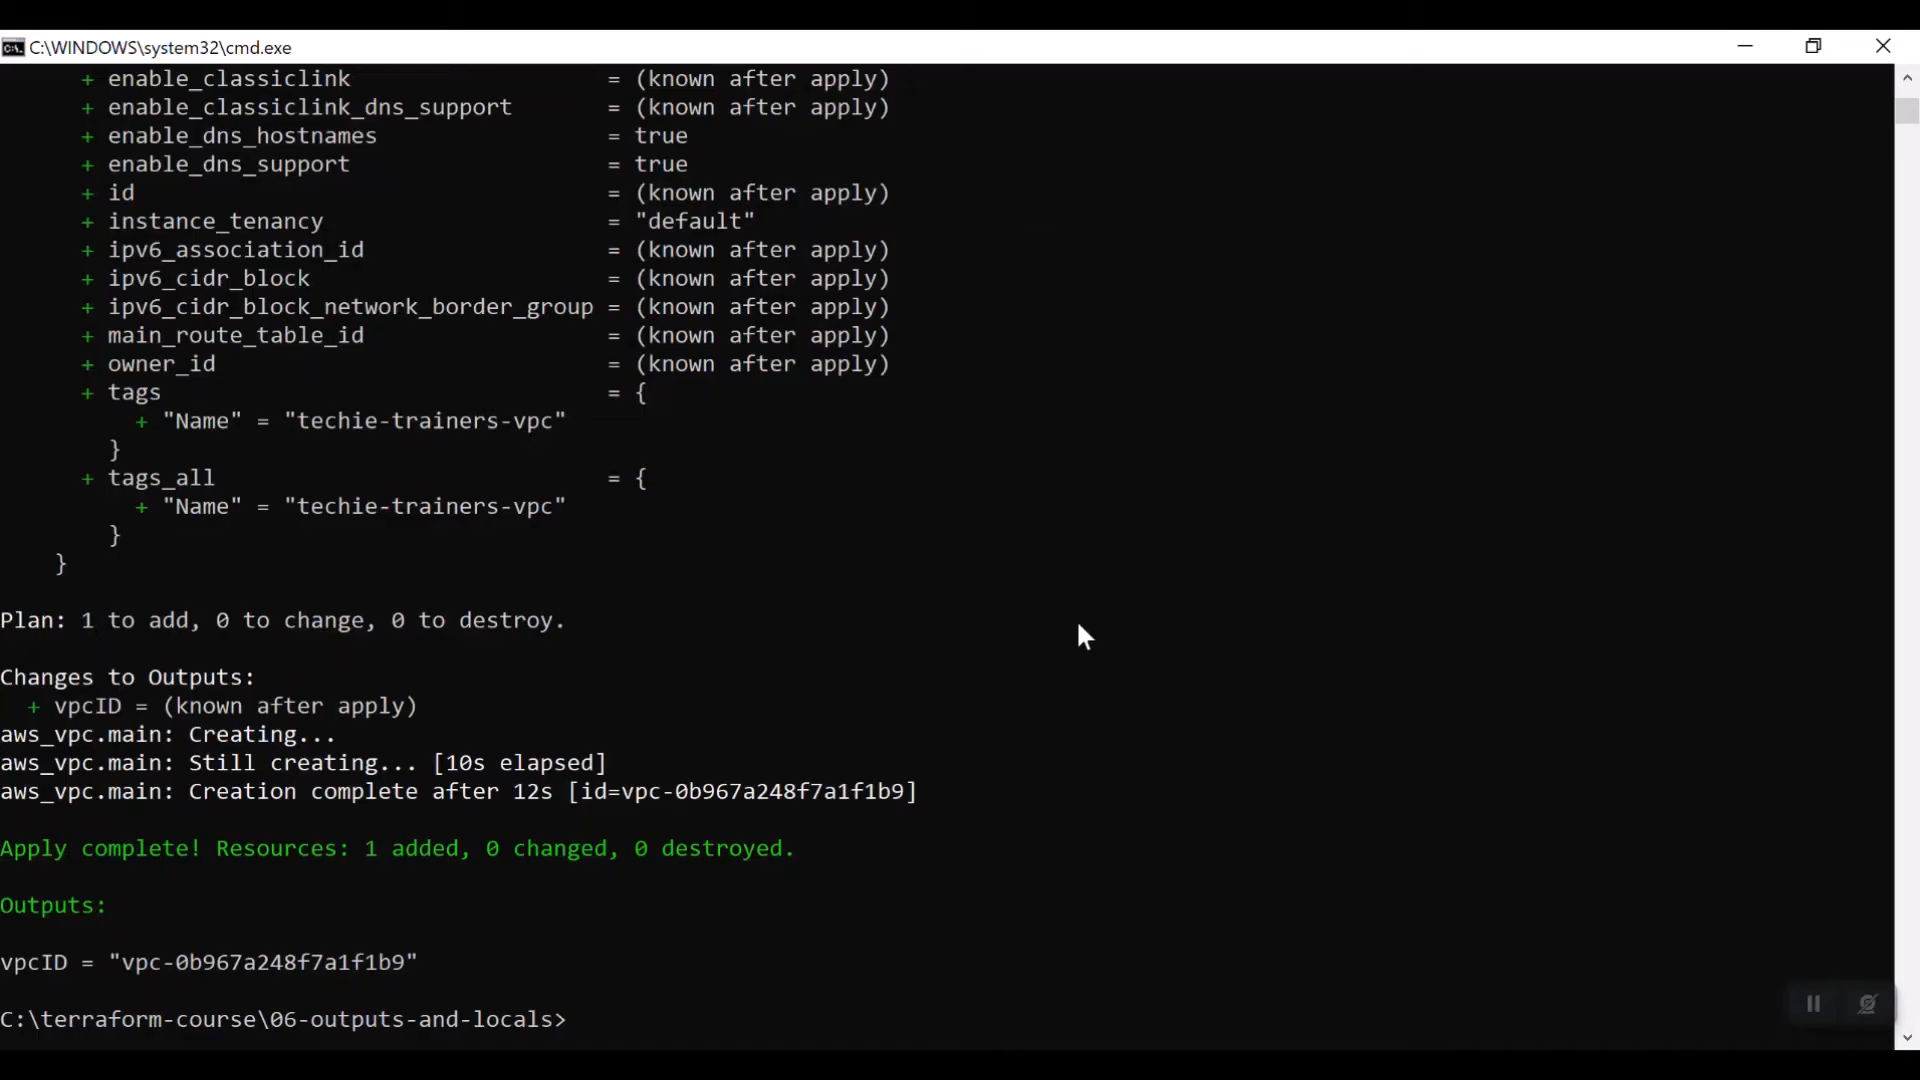 C:\WINDOWS\system32\cmd.exe
+ enable_classiclink = (known after apply)
+ enable_classiclink_dns_support = (known after apply)
+ enable_dns_hostnames = true
+ enable_dns_support = true
+ id = (known after apply)
+ instance_tenancy = "default"
+ ipv6_association_id = (known after apply)
+ ipv6_cidr_block = (known after apply)
+ ipv6_cidr_block_network_border_group = (known after apply)
+ main_route_table_id = (known after apply)
+ owner_id = (known after apply)
+ tags = {
+ "Name" = "techie-trainers-vpc"
}
+ tags_all = {
+ "Name" = "techie-trainers-vpc"
}
}
Plan: 1 to add, 0 to change, 0 to destroy.
Changes to Outputs:
+ vpcID = (known after apply)
aws_vpc.main: Creating...
aws_vpc.main: Still creating... [10s elapsed]
aws_vpc.main: Creation complete after 12s [id=vpc-0b967a248f7a1f1b9]
Apply complete! Resources: 1 added, 0 changed, 0 destroyed.
Outputs:
vpcID = "vpc-0b967a248f7a1f1b9"
C:\terraform-course\06-outputs-and-locals>